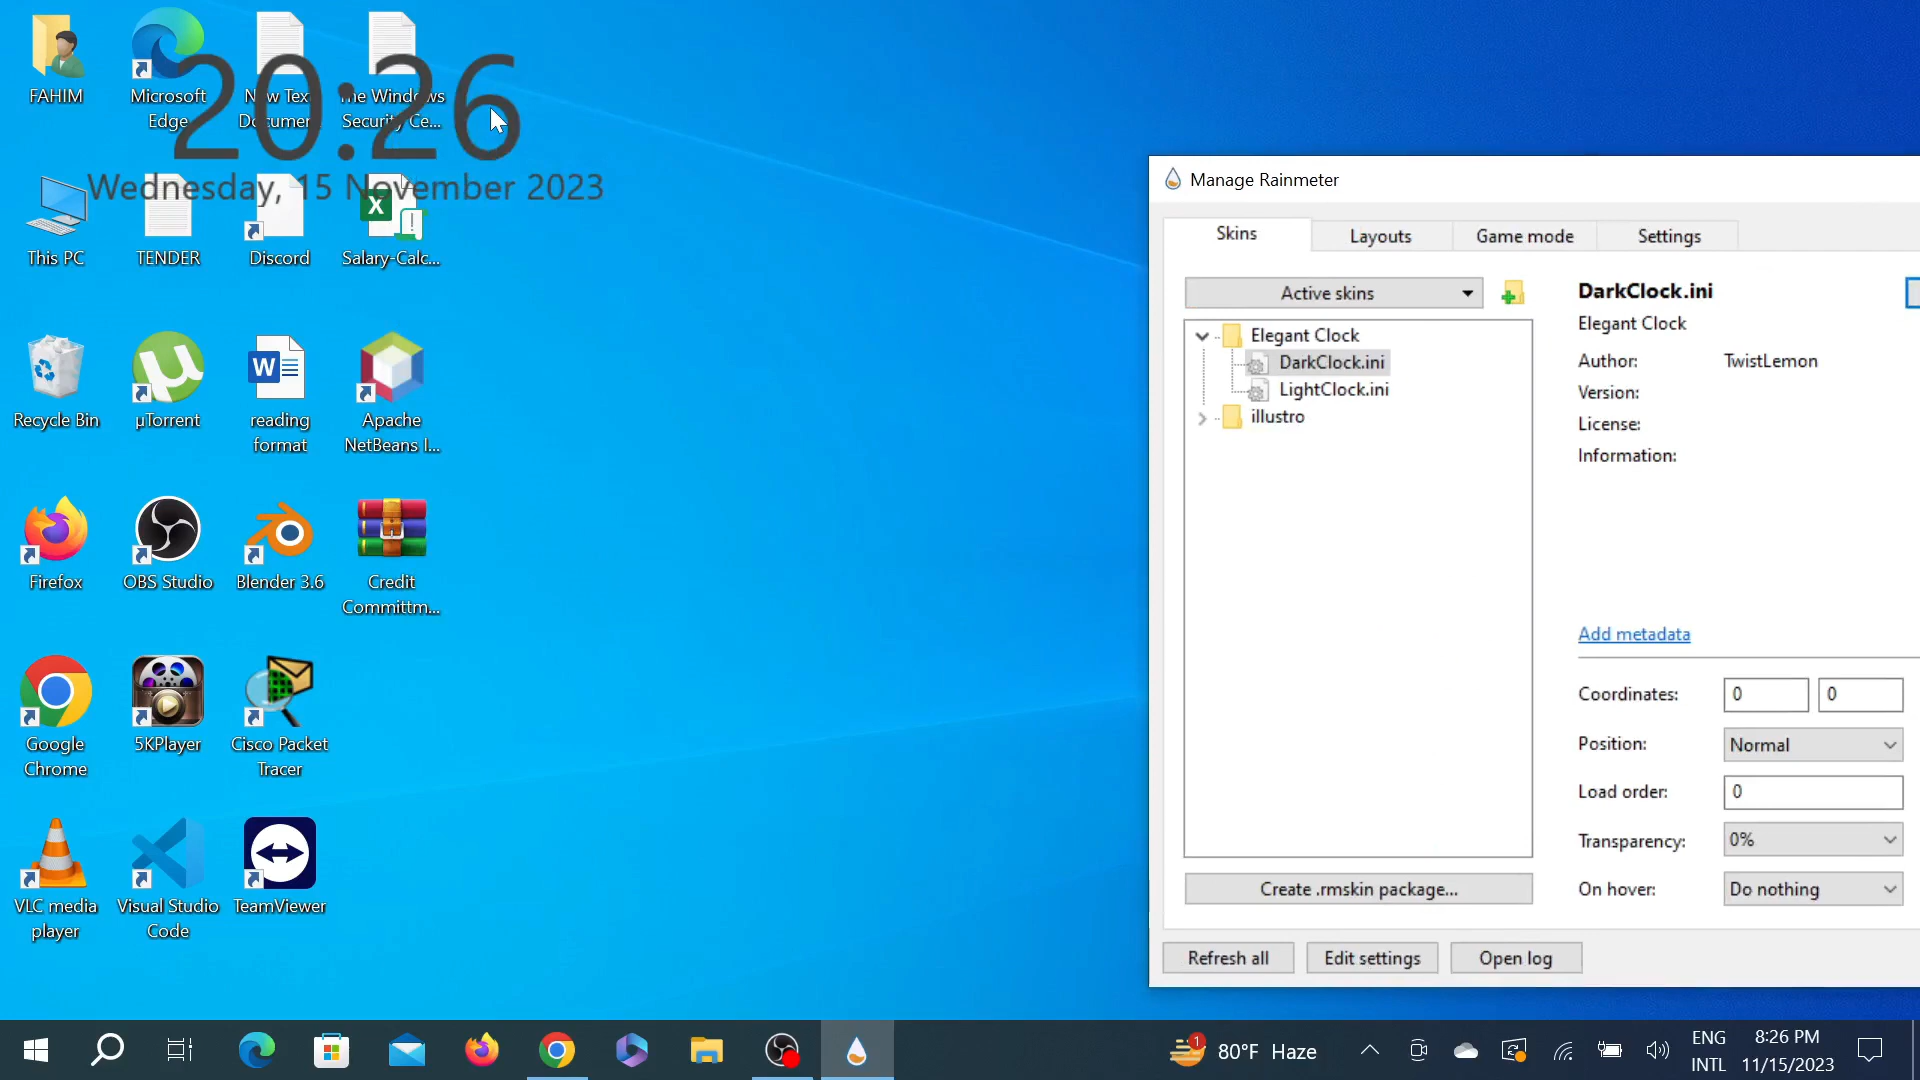 FAHIM
Microsoft
Edge
New Text
Document
The Windows
Security Ce...
20:26
Wednesday, 15 November 2023
This PC
TENDER
Discord
Salary-Calc...
Recycle Bin
µTorrent
reading
format
Apache
NetBeans I...
Firefox
OBS Studio
Blender 3.6
Credit
Committm...
Google
Chrome
5KPlayer
Cisco Packet
Tracer
VLC media
player
Visual Studio
Code
TeamViewer
Manage Rainmeter
Skins
Layouts
Game mode
Settings
Active skins
Elegant Clock
DarkClock.ini
LightClock.ini
illustro
Create .rmskin package...
DarkClock.ini
Elegant Clock
Author: TwistLemon
Version:
License:
Information:
Add metadata
Coordinates: 0 0
Position: Normal
Load order: 0
Transparency: 0%
On hover: Do nothing
Refresh all
Edit settings
Open log
1
80°F Haze
ENG
INTL
8:26 PM
11/15/2023